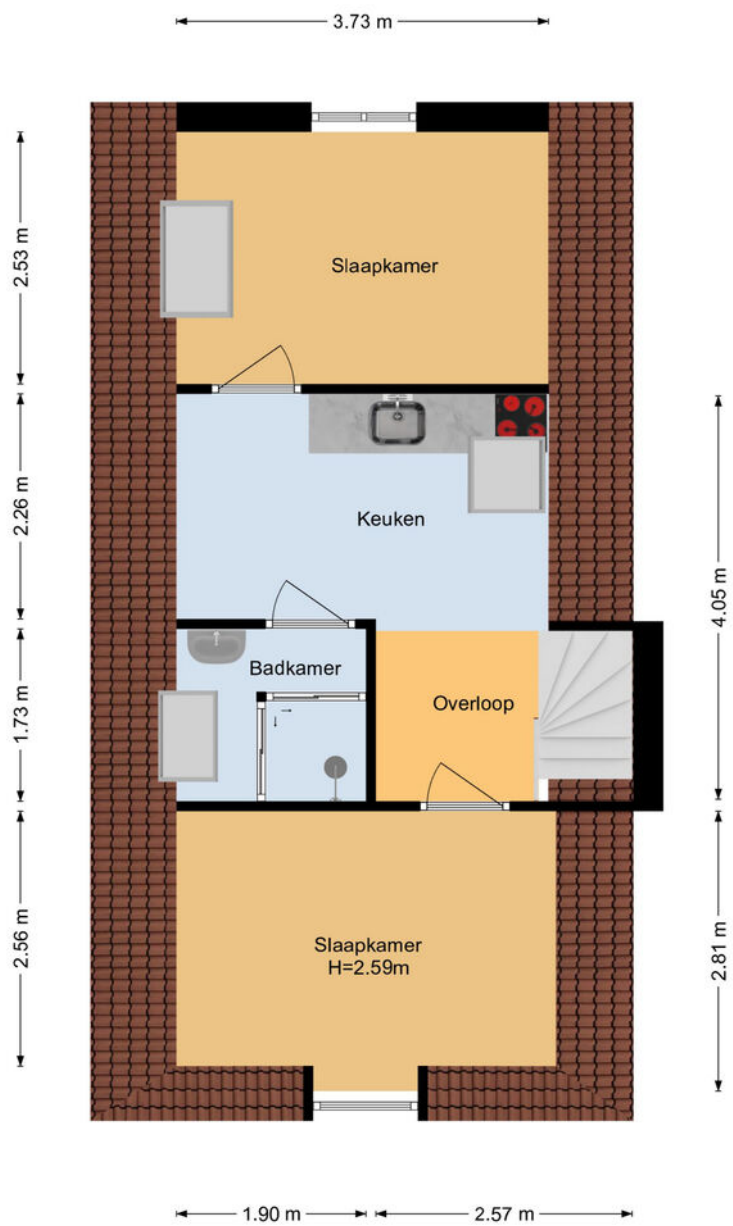 3.73 m
2.53 m
Slaapkamer
2.26 m
Keuken
4.05 m
1.73 m
Badkamer
Overloop
2.56 m
Slaapkamer
H=2.59m
2.81 m
1.90 m
2.57 m